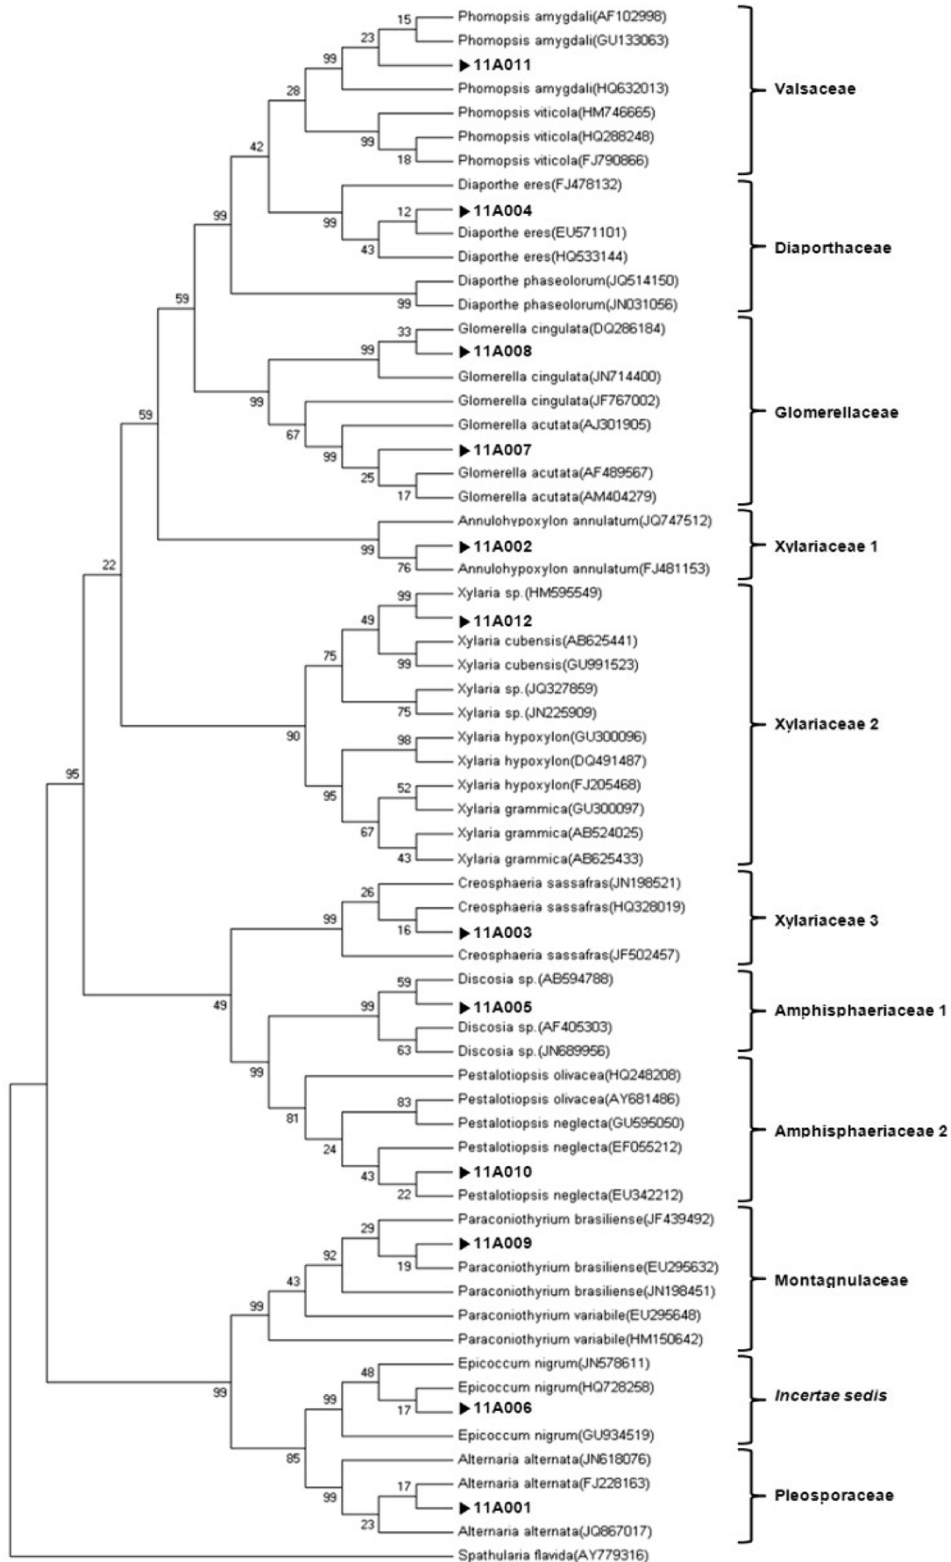 Phomopsis amygdali(AF102998)
Phomopsis amygdali(GU133063)
▶11A011
Phomopsis amygdali(HQ632013)
Phomopsis viticola(HM746665)
Phomopsis viticola(HQ288248)
Phomopsis viticola(FJ790866)
Valsaceae
Diaporthe eres(FJ478132)
▶11A004
Diaporthe eres(EU571101)
Diaporthe eres(HQ533144)
Diaporthe phaseolorum(JQ514150)
Diaporthe phaseolorum(JN031056)
Diaporthaceae
Glomerella cingulata(DQ286184)
▶11A008
Glomerella cingulata(JN714400)
Glomerella cingulata(JF767002)
Glomerella acutata(AJ301905)
▶11A007
Glomerella acutata(AF489567)
Glomerella acutata(AM404279)
Glomerellaceae
Annulohypoxylon annulatum(JQ747512)
▶11A002
Annulohypoxylon annulatum(FJ481153)
Xylariaceae 1
Xylaria sp.(HM595549)
▶11A012
Xylaria cubensis(AB625441)
Xylaria cubensis(GU991523)
Xylaria sp.(JQ327859)
Xylaria sp.(JN225909)
Xylaria hypoxylon(GU300096)
Xylaria hypoxylon(DQ491487)
Xylaria hypoxylon(FJ205468)
Xylaria grammica(GU300097)
Xylaria grammica(AB524025)
Xylaria grammica(AB625433)
Xylariaceae 2
Creosphaeria sassafras(JN198521)
Creosphaeria sassafras(HQ328019)
▶11A003
Creosphaeria sassafras(JF502457)
Xylariaceae 3
Discosia sp.(AB594788)
▶11A005
Discosia sp.(AF405303)
Discosia sp.(JN689956)
Amphisphaeriaceae 1
Pestalotiopsis olivacea(HQ248208)
Pestalotiopsis olivacea(AY681486)
Pestalotiopsis neglecta(GU595050)
Pestalotiopsis neglecta(EF055212)
▶11A010
Pestalotiopsis neglecta(EU342212)
Amphisphaeriaceae 2
Paraconiothyrium brasiliense(JF439492)
▶11A009
Paraconiothyrium brasiliense(EU295632)
Paraconiothyrium brasiliense(JN198451)
Paraconiothyrium variabile(EU295648)
Paraconiothyrium variabile(HM150642)
Montagnulaceae
Epicoccum nigrum(JN578611)
Epicoccum nigrum(HQ728258)
▶11A006
Epicoccum nigrum(GU934519)
Incertae sedis
Alternaria alternata(JN618076)
Alternaria alternata(FJ228163)
▶11A001
Alternaria alternata(JQ867017)
Pleosporaceae
Spathularia flavida(AY779316)
15
23
99
28
99
18
42
12
99
43
99
99
59
33
99
99
67
99
25
17
59
99
76
22
99
49
99
75
75
90
98
95
52
67
43
95
26
99
16
49
59
99
63
99
81
83
24
43
22
29
92
19
43
99
99
48
99
17
85
99
17
23